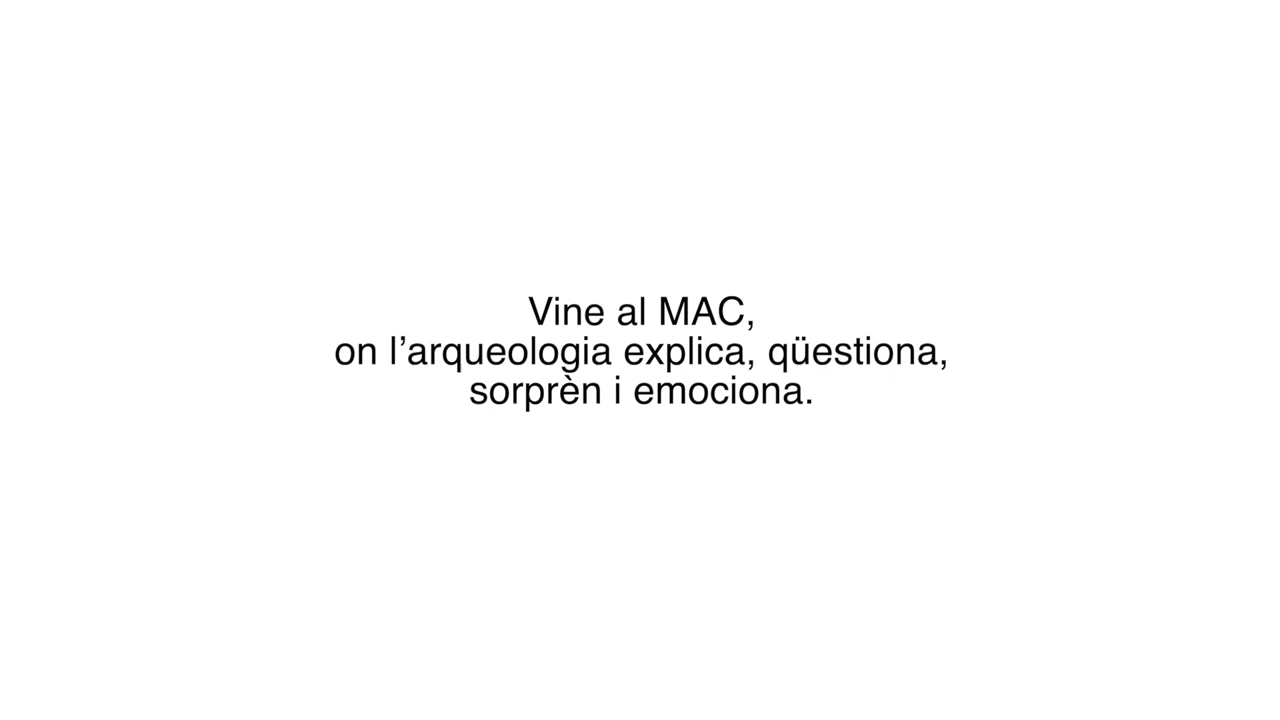 Vine al MAC,
on l’arqueologia explica, qüestiona,
sorprèn i emociona.